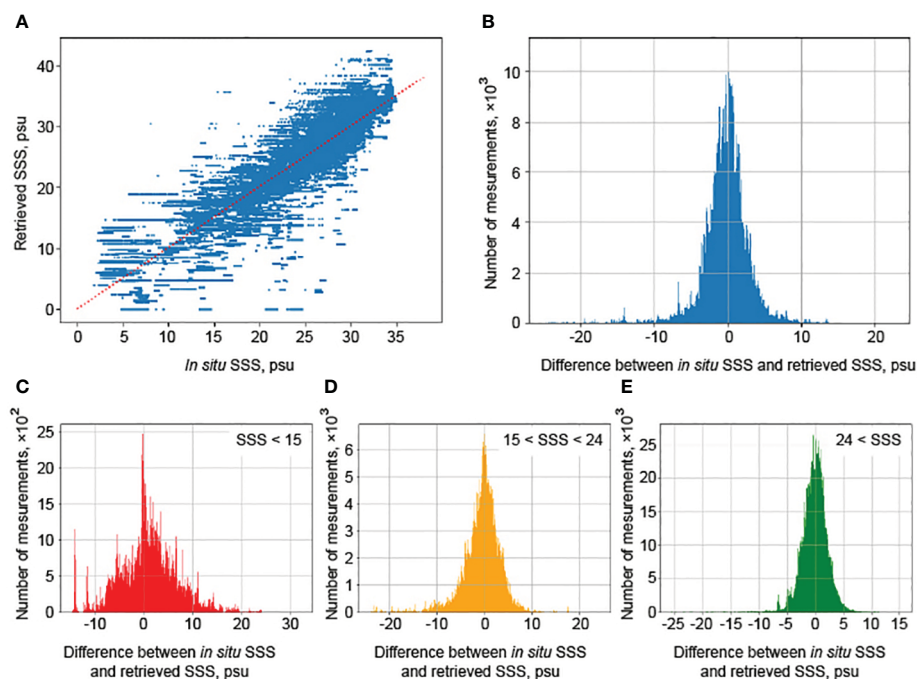 A
Retrieved SSS, psu
40
30
20
10
0
0
5
10
15
20
25
30
35
In situ SSS, psu
B
Number of mesurements, ×10³
10
8
6
4
2
0
-20
-10
0
10
20
Difference between in situ SSS and retrieved SSS, psu
C
Number of mesurements, ×10²
25
20
15
10
5
0
SSS < 15
-10
0
10
20
30
Difference between in situ SSS
and retrieved SSS, psu
D
Number of mesurements, ×10³
6
5
4
3
2
1
0
15 < SSS < 24
-20
-10
0
10
20
Difference between in situ SSS
and retrieved SSS, psu
E
Number of mesurements, ×10³
25
20
15
10
5
0
24 < SSS
-25
-20
-15
-10
-5
0
5
10
15
Difference between in situ SSS
and retrieved SSS, psu